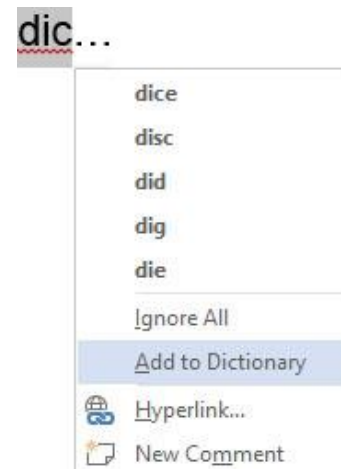 dic...
dice
disc
did
dig
die
Ignore All
Add to Dictionary
Hyperlink...
New Comment